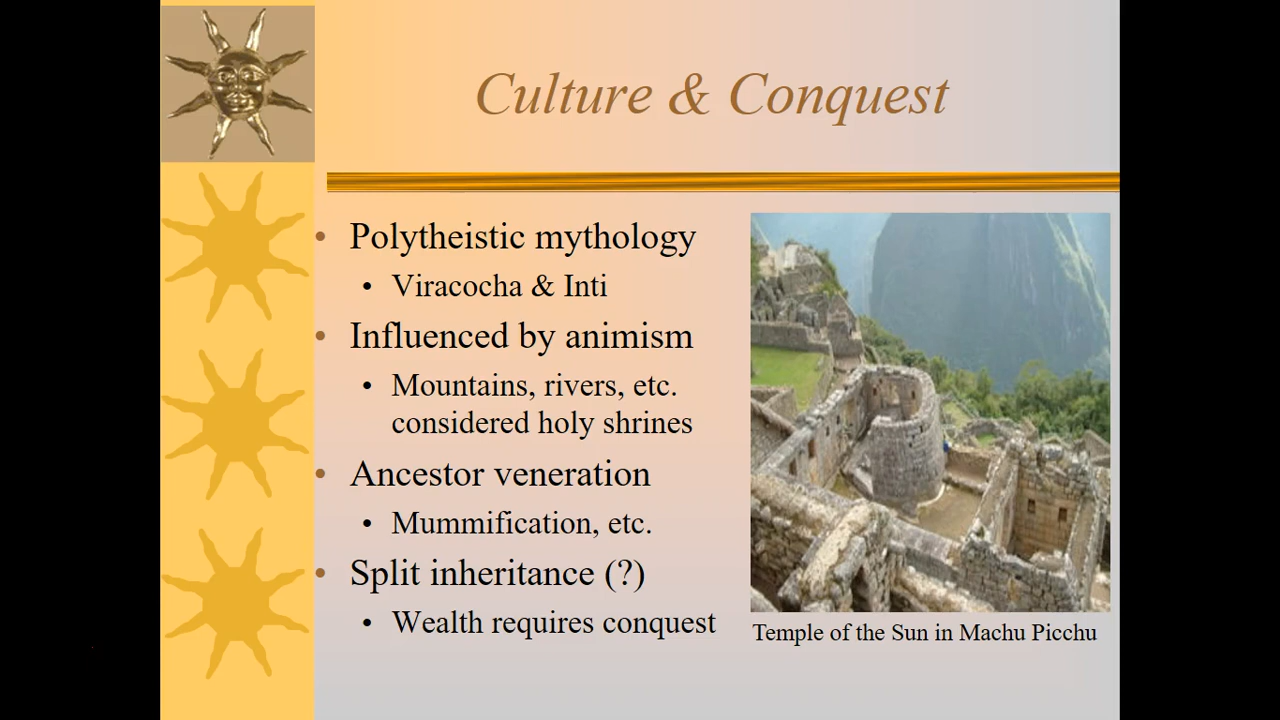 Culture & Conquest
• Polytheistic mythology
• Viracocha & Inti
• Influenced by animism
• Mountains, rivers, etc.
considered holy shrines
• Ancestor veneration
• Mummification, etc.
• Split inheritance (?)
• Wealth requires conquest
Temple of the Sun in Machu Picchu